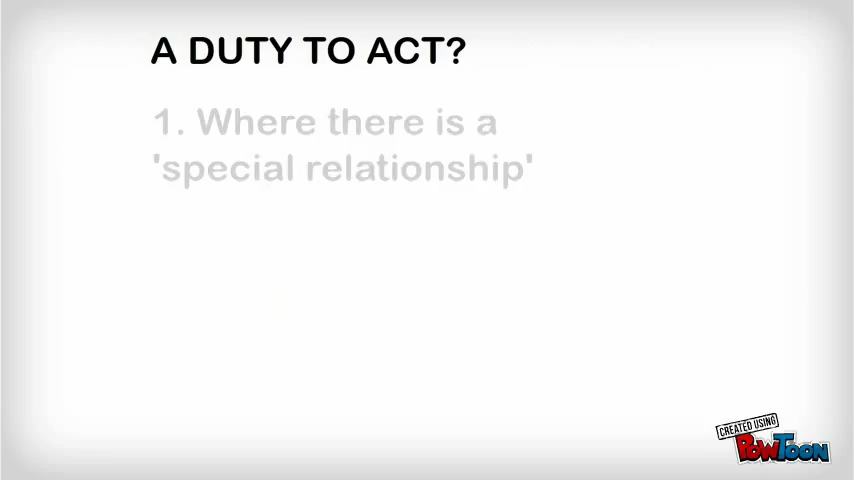 A DUTY TO ACT?
1. Where there is a
'special relationship'
CREATED USING
POWTOON